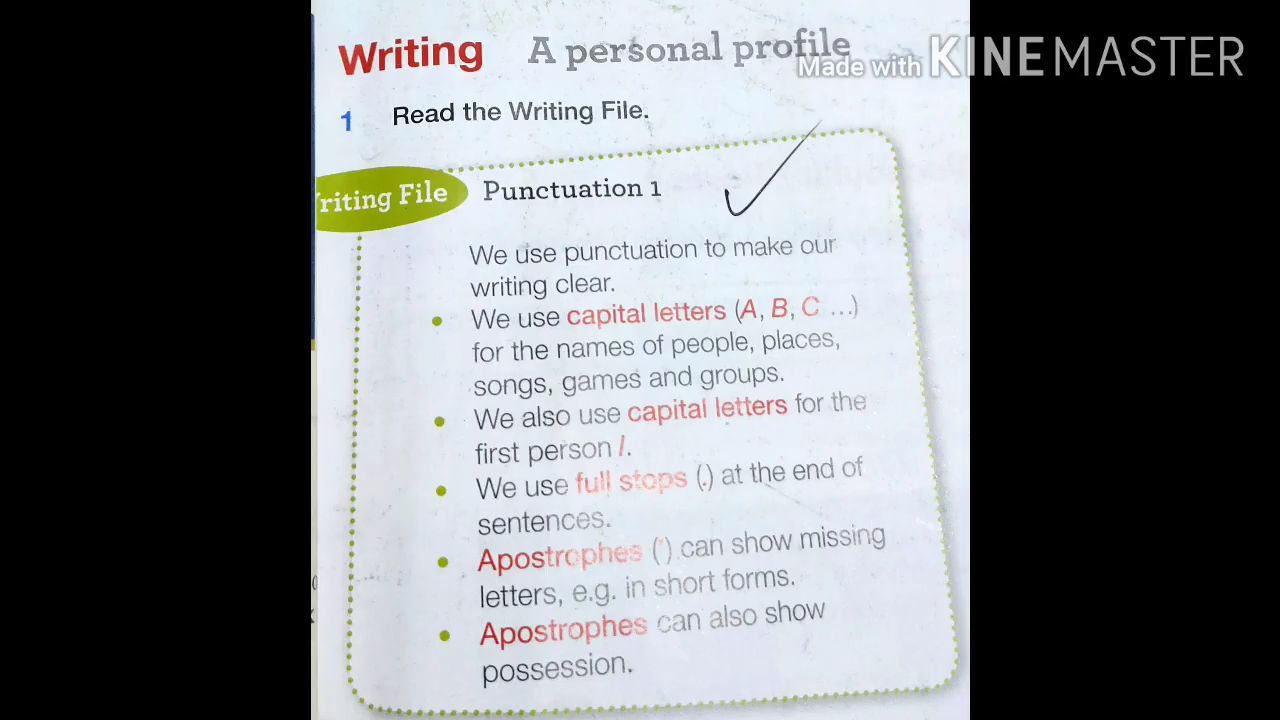 Writing A personal profile
Made with KINEMASTER
1 Read the Writing File.
riting File Punctuation 1
We use punctuation to make our
writing clear.
• We use capital letters (A, B, C ...)
for the names of people, places,
songs, games and groups.
• We also use capital letters for the
first person I.
• We use full stops (.) at the end of
sentences.
• Apostrophes (') can show missing
letters, e.g. in short forms.
• Apostrophes can also show
possession.